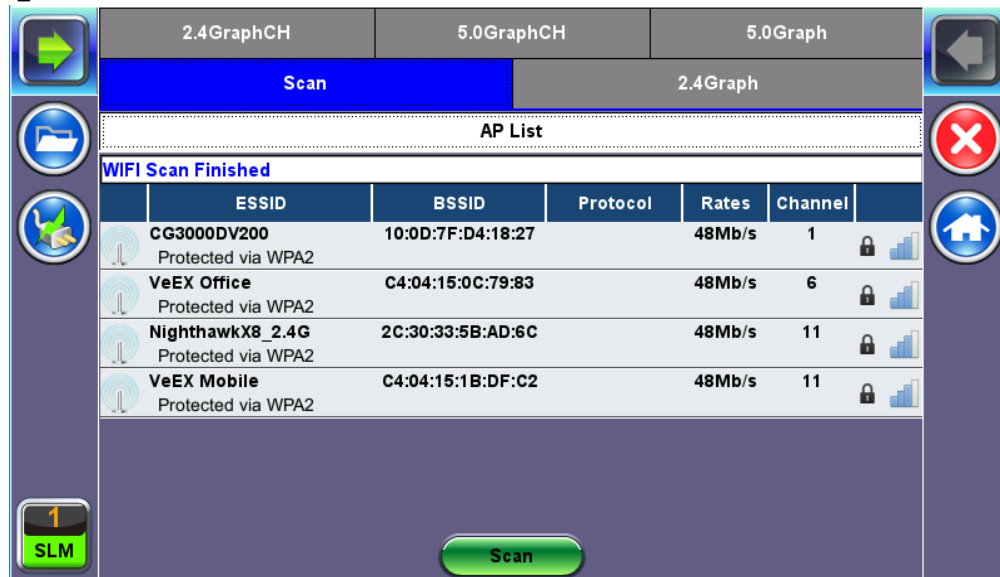 2.4GraphCH 5.0GraphCH 5.0Graph
Scan 2.4Graph
AP List
WIFI Scan Finished
ESSID BSSID Protocol Rates Channel
CG3000DV200 10:0D:7F:D4:18:27 48Mb/s 1
Protected via WPA2
VeEX Office C4:04:15:0C:79:83 48Mb/s 6
Protected via WPA2
NighthawkX8_2.4G 2C:30:33:5B:AD:6C 48Mb/s 11
Protected via WPA2
VeEX Mobile C4:04:15:1B:DF:C2 48Mb/s 11
Protected via WPA2
1
SLM
Scan